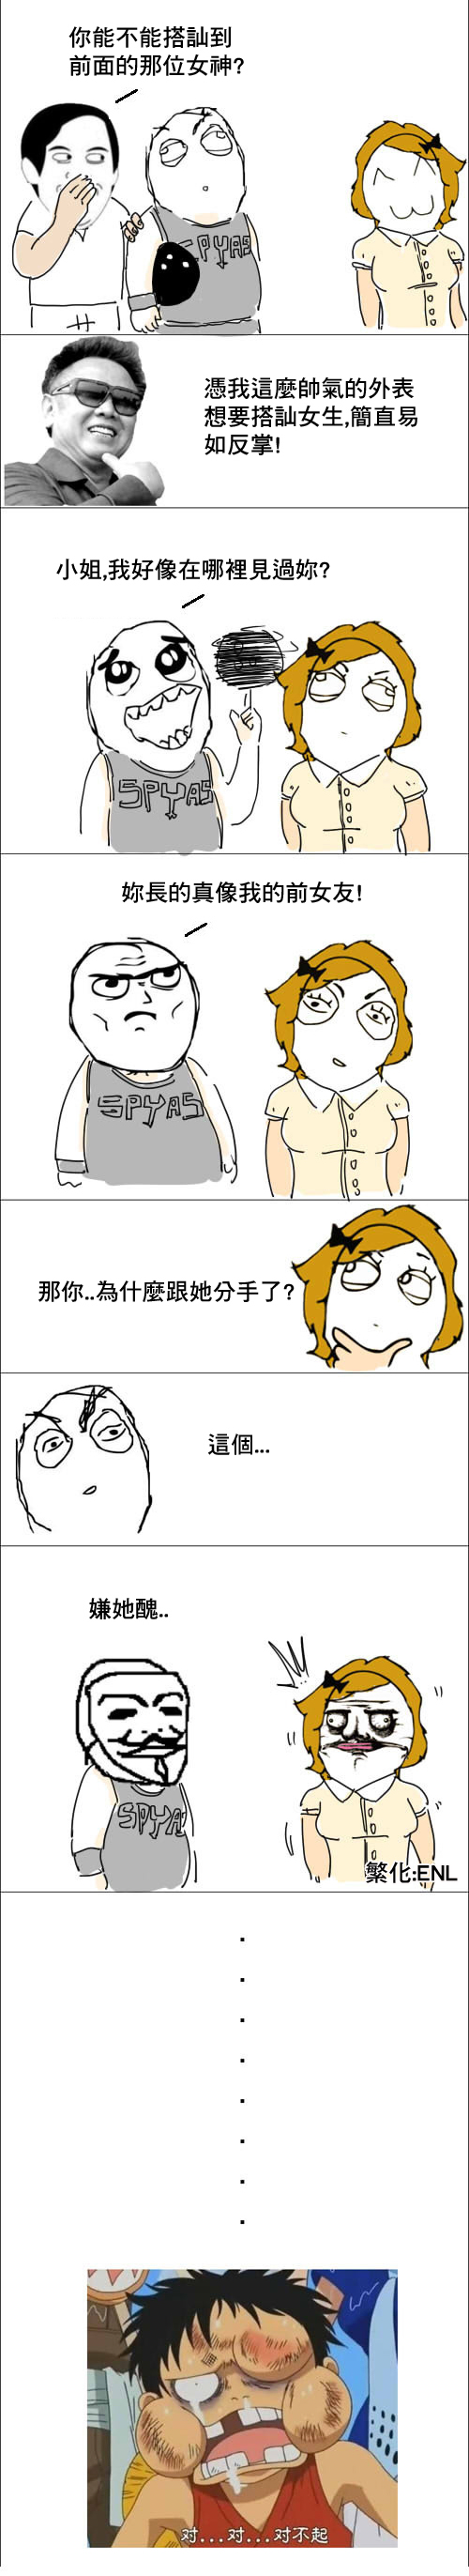 你能不能搭訕到
前面的那位女神?
SPYAS
憑我這麼帥氣的外表
想要搭訕女生,簡直易
如反掌!
小姐,我好像在哪裡見過妳?
SPYAS
妳長的真像我的前女友!
SPYAS
那你..為什麼跟她分手了?
這個...
嫌她醜..
SPYA
繁化:ENL
对...对...对不起